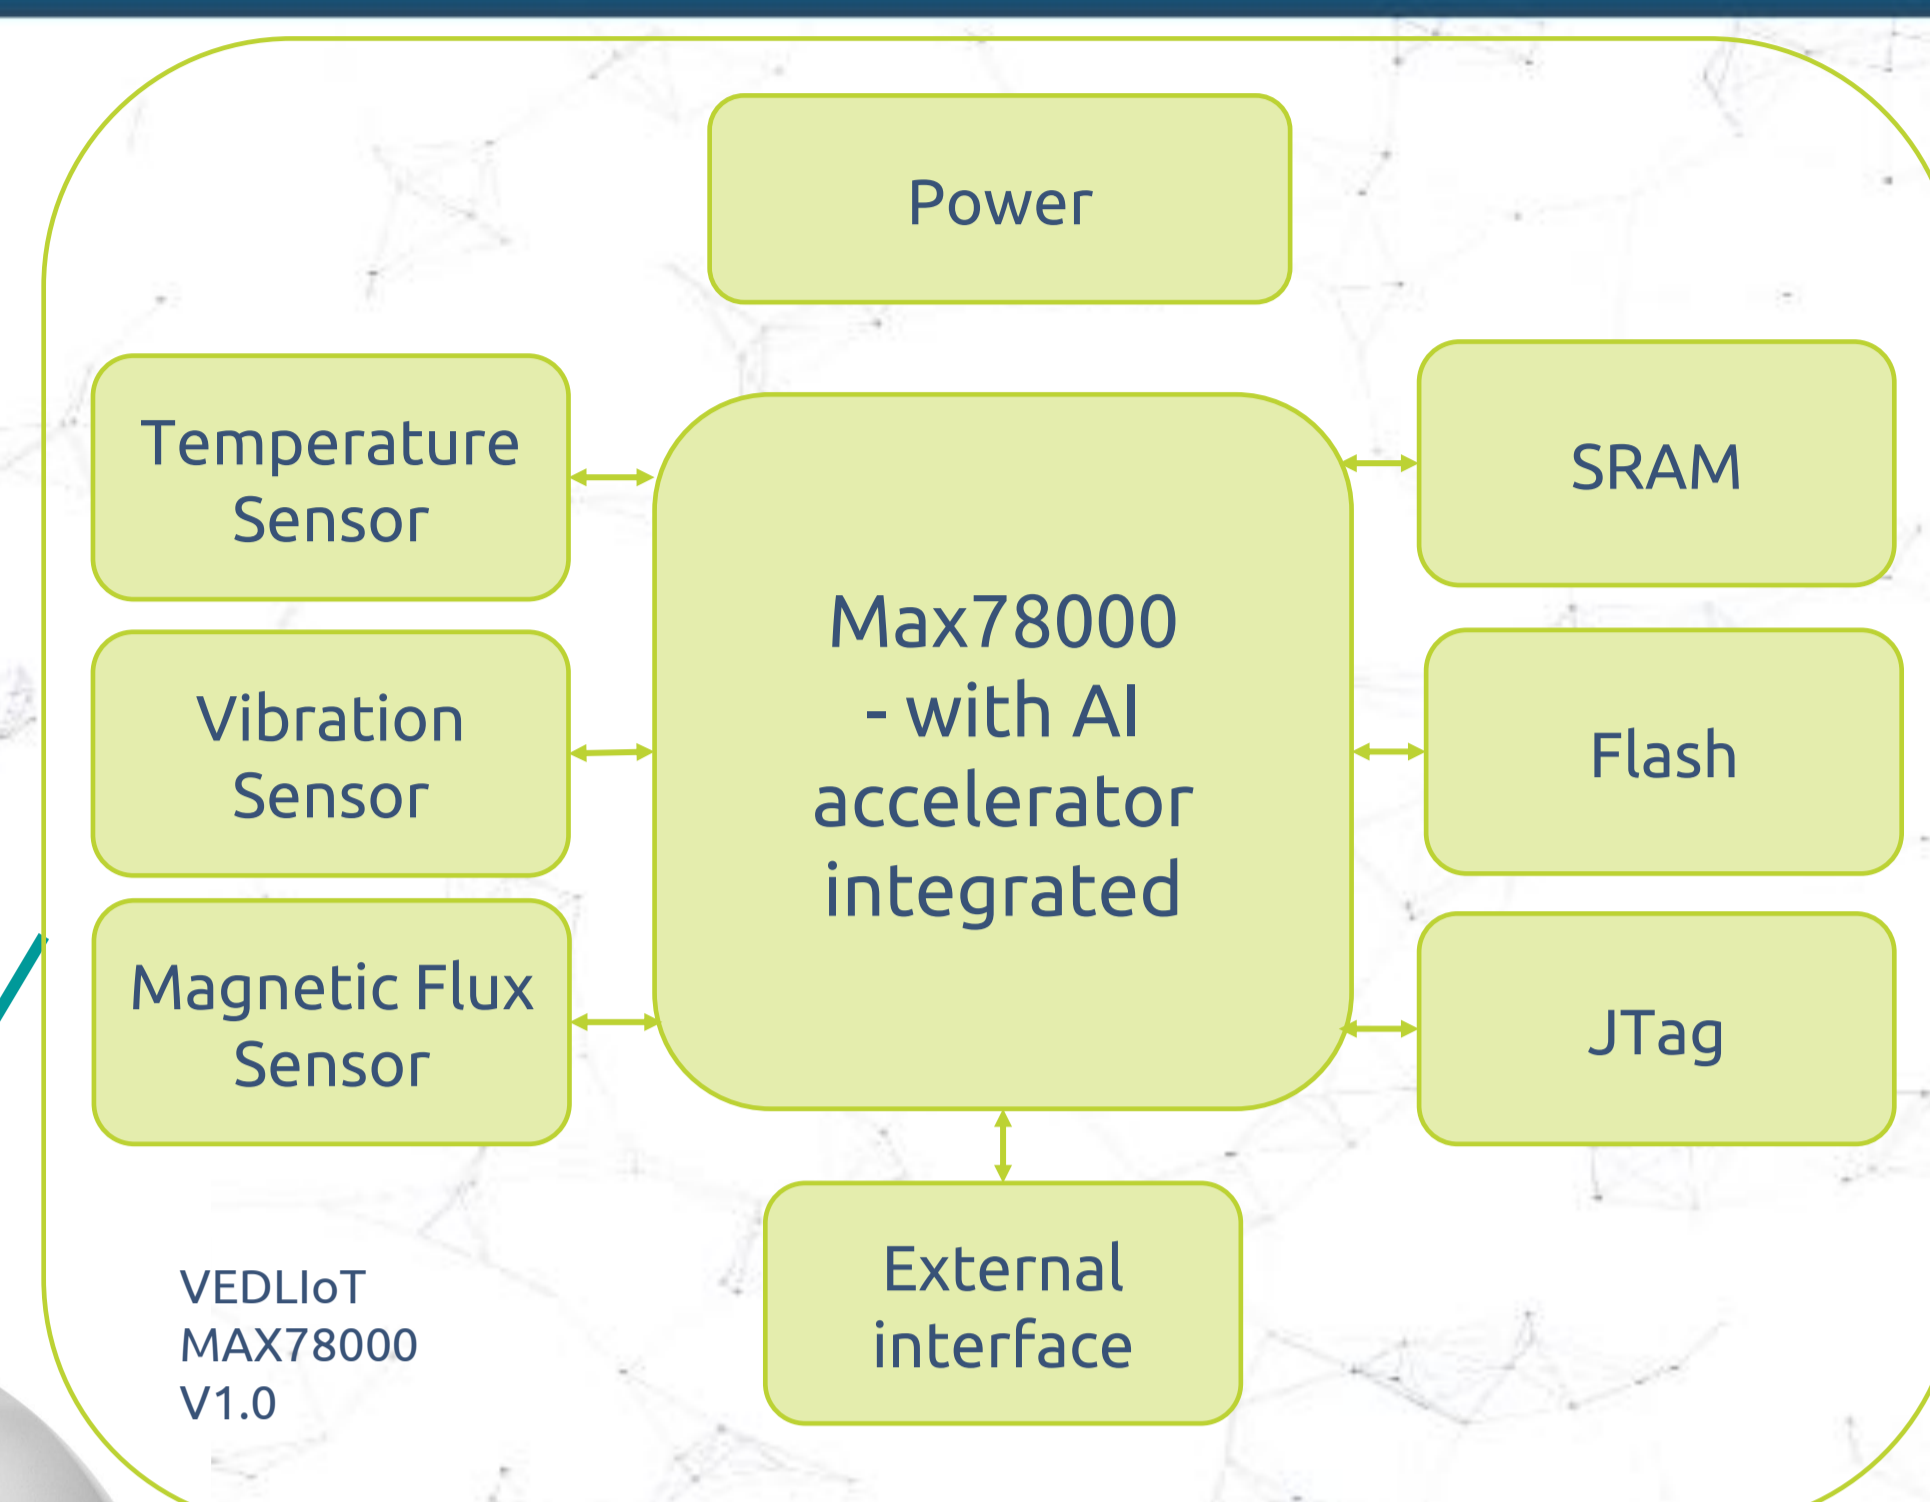 Power
Temperature
Sensor
SRAM
Max78000
- with AI
accelerator
integrated
Vibration
Sensor
Flash
Magnetic Flux
Sensor
JTag
External
interface
VEDLIoT
MAX78000
V1.0